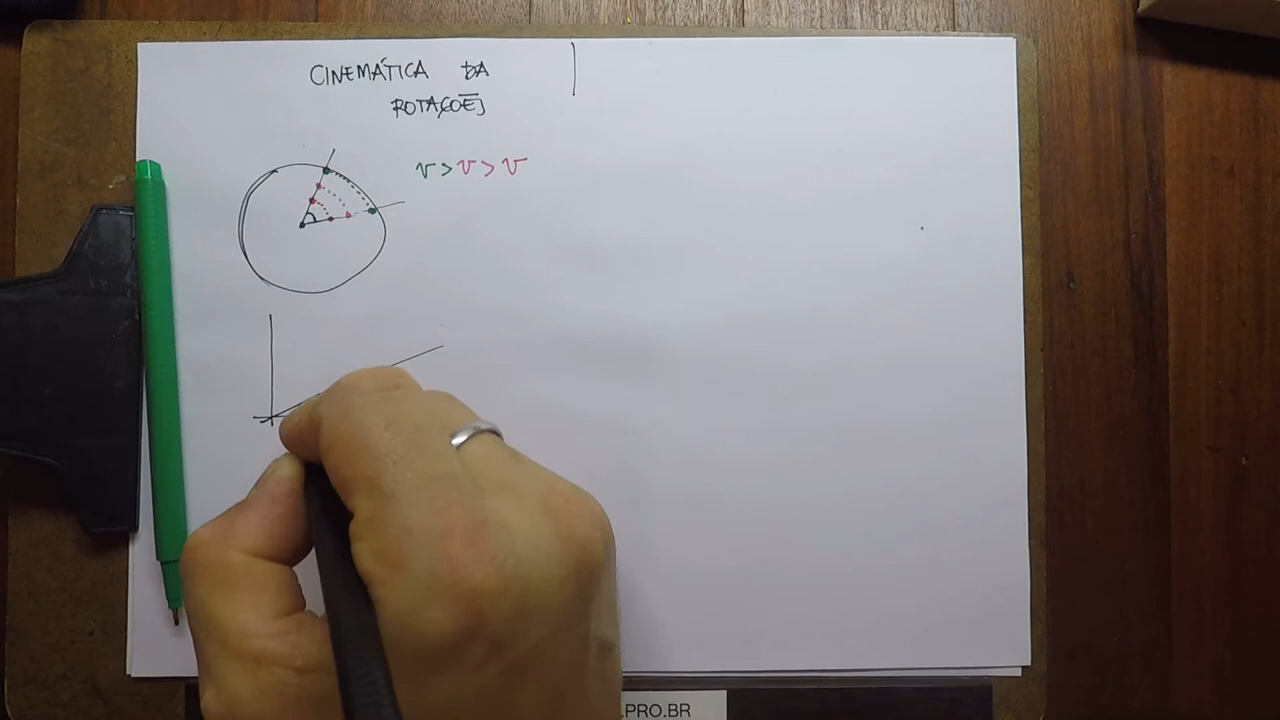 CINEMÁTICA DA
ROTAÇÕES
v > v > v
.PRO.BR